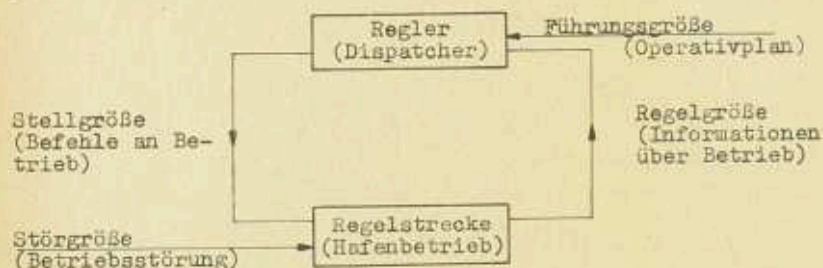 Regler
(Dispatcher)
Führungsgröße
(Operativplan)
Stellgröße
(Befehle an Be-
trieb)
Regelgröße
(Informationen
über Betrieb)
Regelstrecke
(Hafenbetrieb)
Störgröße
(Betriebsstörung)